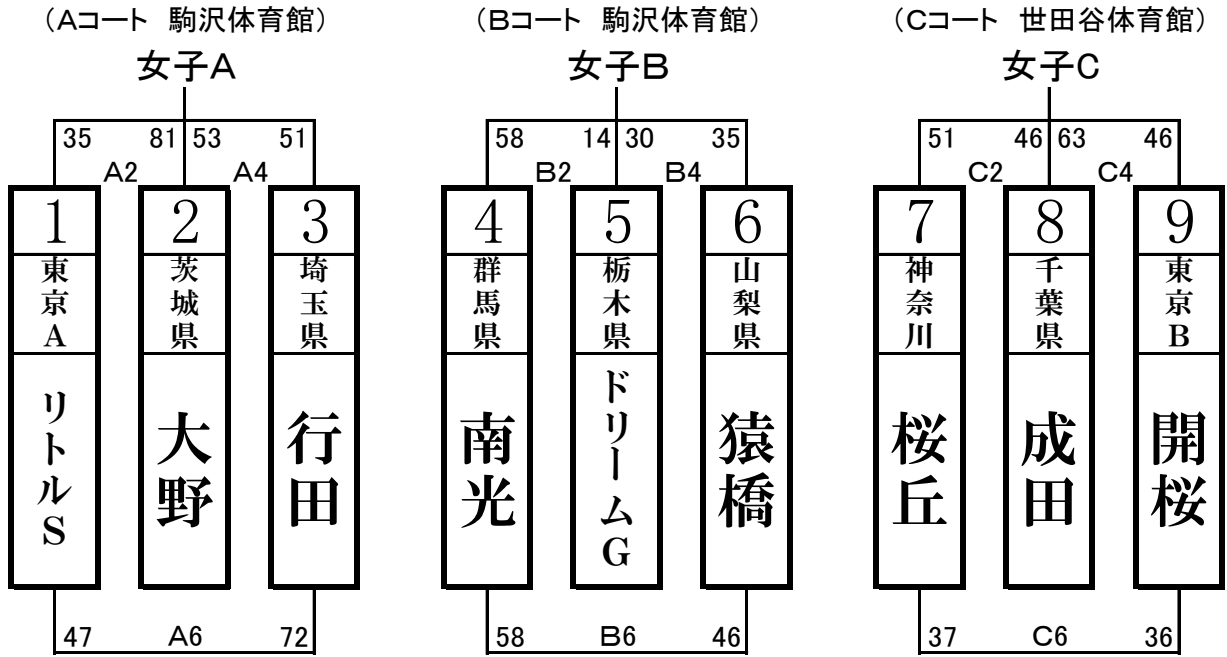 （Aコート 駒沢体育館） （Bコート 駒沢体育館） （Cコート 世田谷体育館）
女子A 女子B 女子C
35 81 53 51 58 14 30 35 51 46 63 46
A2 A4 B2 B4 C2 C4
1 2 3 4 5 6 7 8 9
東京A 茨城県 埼玉県 群馬県 栃木県 山梨県 神奈川 千葉県 東京B
リトルS 大野 行田 南光 ドリームG 猿橋 桜丘 成田 開桜
47 A6 72 58 B6 46 37 C6 36